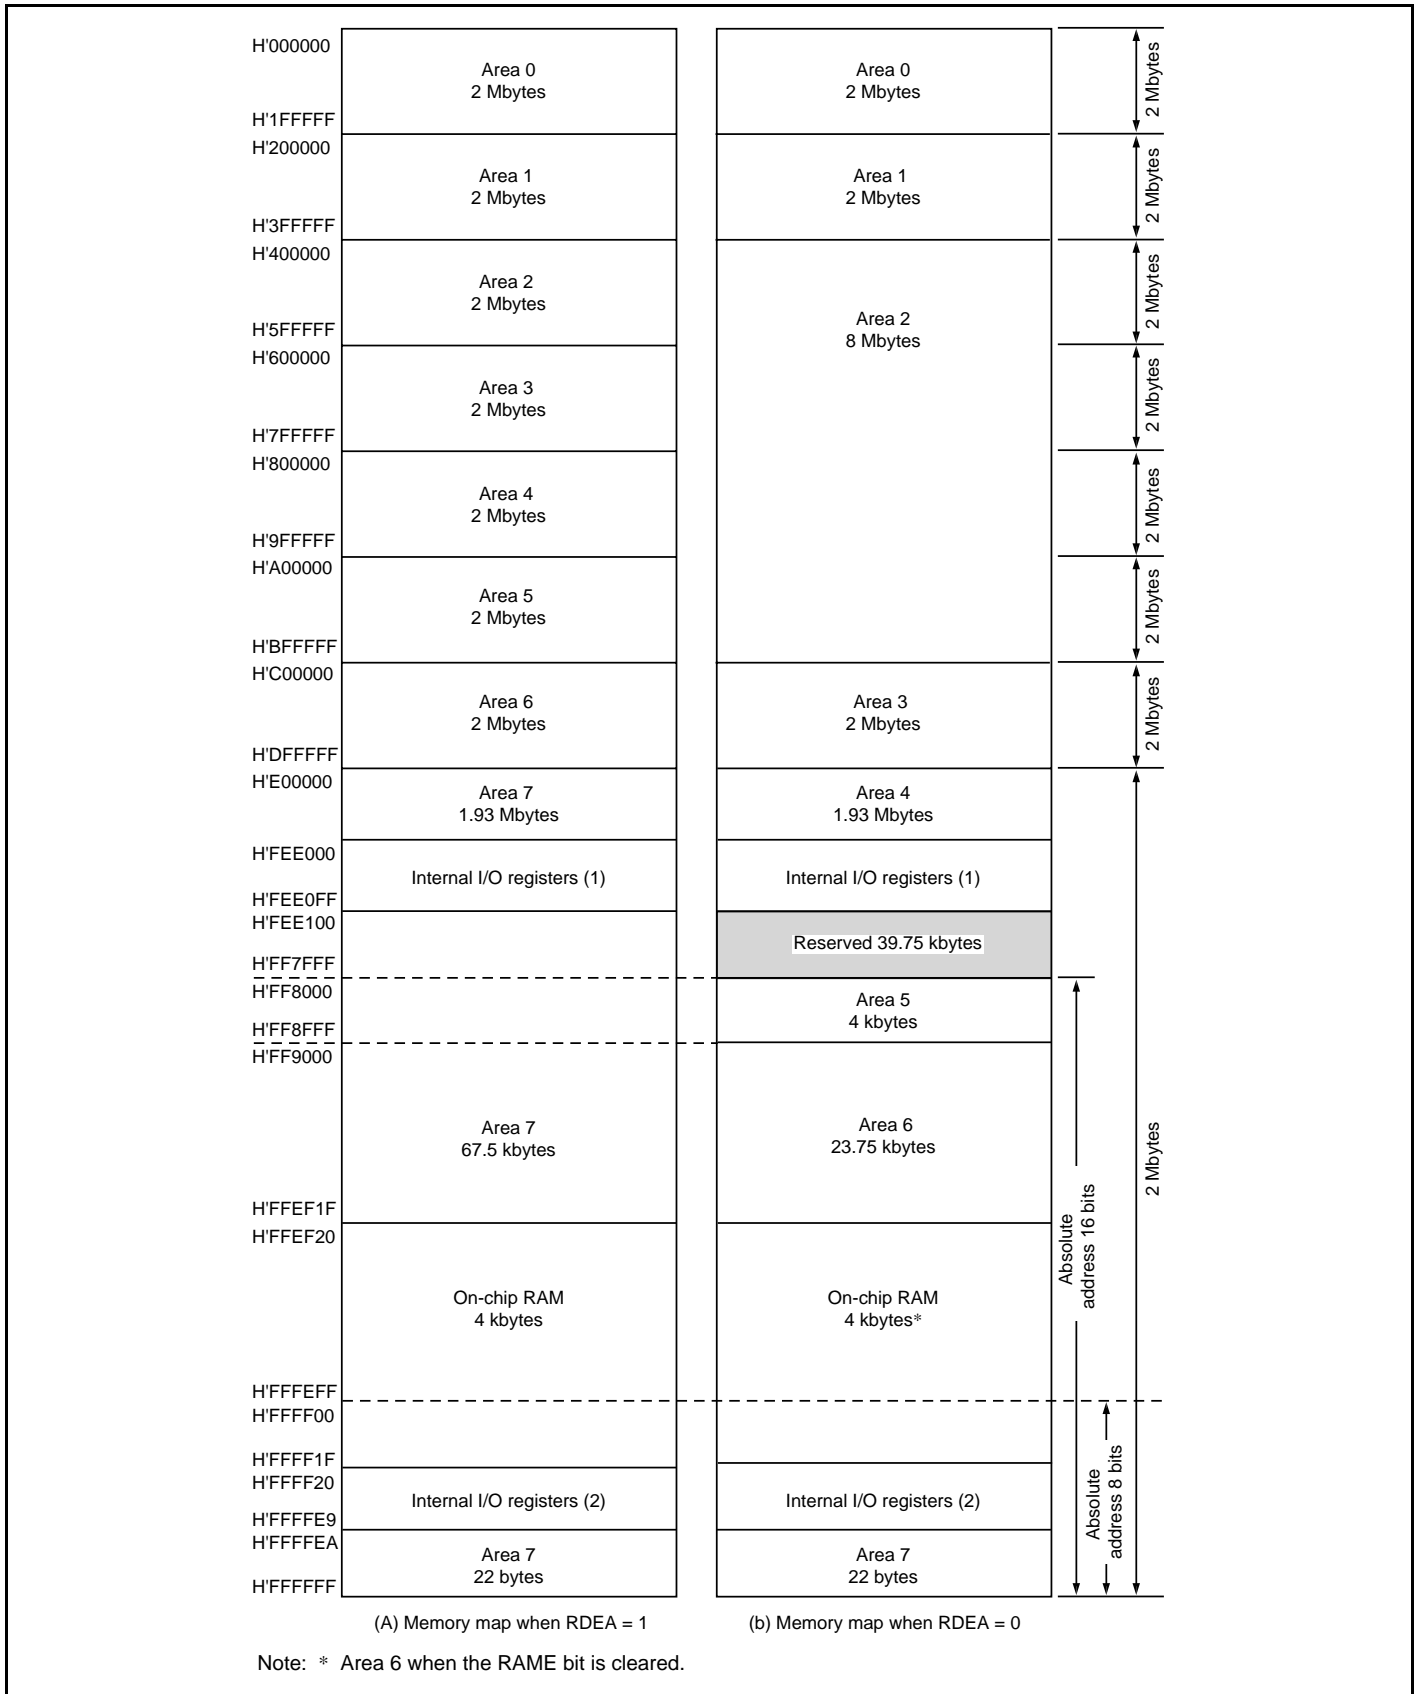 H'000000
Area 0
2 Mbytes
Area 0
2 Mbytes
2 Mbytes
H'1FFFFF
H'200000
Area 1
2 Mbytes
Area 1
2 Mbytes
2 Mbytes
H'3FFFFF
H'400000
Area 2
2 Mbytes
Area 2
8 Mbytes
2 Mbytes
H'5FFFFF
H'600000
Area 3
2 Mbytes
2 Mbytes
H'7FFFFF
H'800000
Area 4
2 Mbytes
2 Mbytes
H'9FFFFF
H'A00000
Area 5
2 Mbytes
2 Mbytes
H'BFFFFF
H'C00000
Area 6
2 Mbytes
Area 3
2 Mbytes
2 Mbytes
H'DFFFFF
H'E00000
Area 7
1.93 Mbytes
Area 4
1.93 Mbytes
H'FEE000
Internal I/O registers (1)
Internal I/O registers (1)
H'FEE0FF
H'FEE100
Reserved 39.75 kbytes
H'FF7FFF
H'FF8000
Area 5
4 kbytes
H'FF8FFF
H'FF9000
Area 7
67.5 kbytes
Area 6
23.75 kbytes
2 Mbytes
H'FFEF1F
H'FFEF20
Absolute
address 16 bits
On-chip RAM
4 kbytes
On-chip RAM
4 kbytes*
H'FFFEFF
H'FFFF00
H'FFFF1F
H'FFFF20
Internal I/O registers (2)
Internal I/O registers (2)
Absolute
address 8 bits
H'FFFFE9
H'FFFFEA
Area 7
22 bytes
Area 7
22 bytes
H'FFFFFF
(A) Memory map when RDEA = 1
(b) Memory map when RDEA = 0
Note: * Area 6 when the RAME bit is cleared.